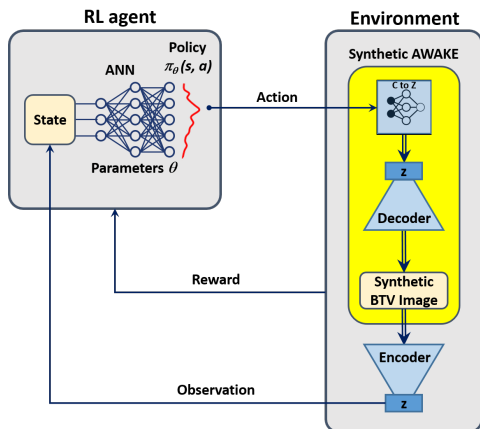 RL agent
Environment
Policy
πθ(s, a)
ANN
State
Parameters θ
Action
Synthetic AWAKE
C to Z
z
Decoder
Synthetic
BTV Image
Reward
Encoder
Observation
z